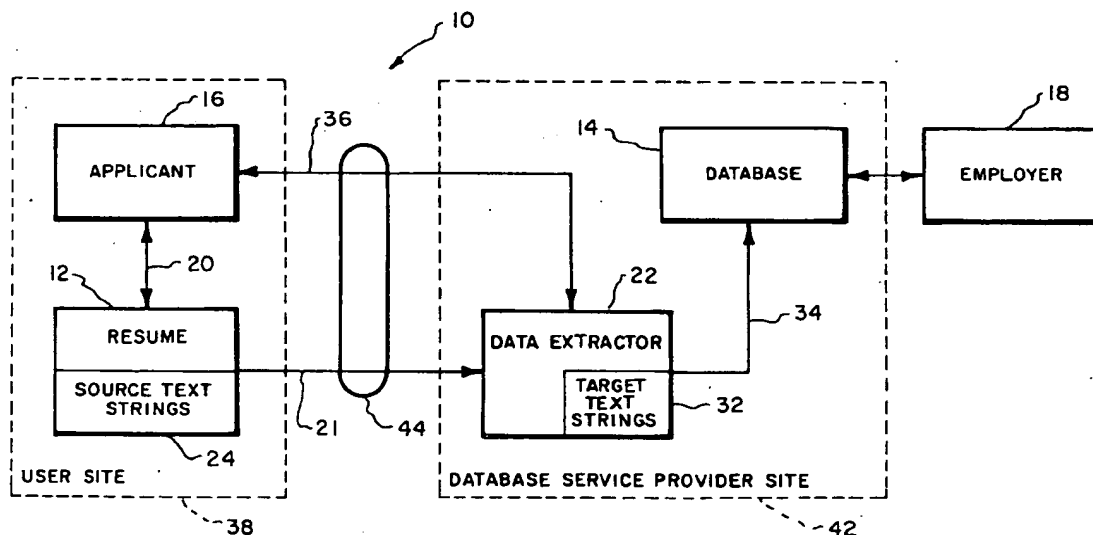 10
16
36
14
18
APPLICANT
DATABASE
EMPLOYER
20
12
22
34
RESUME
DATA EXTRACTOR
SOURCE TEXT
STRINGS
TARGET
TEXT
STRINGS
32
21
44
24
USER SITE
DATABASE SERVICE PROVIDER SITE
38
42